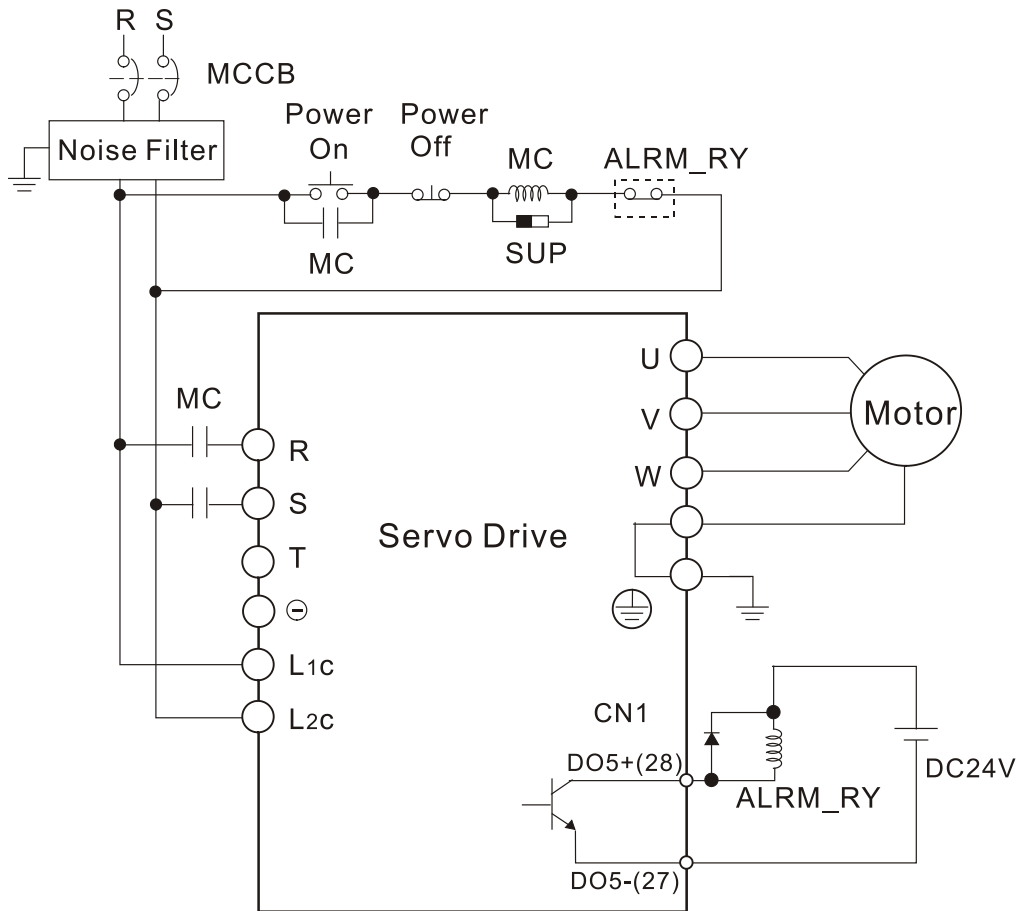 R S
MCCB
Noise Filter
Power
On
Power
Off
MC
ALRM_RY
MC
SUP
MC
R
S
T
⊖
L1c
L2c
Servo Drive
U
V
W
Motor
CN1
DO5+(28)
DO5-(27)
ALRM_RY
DC24V